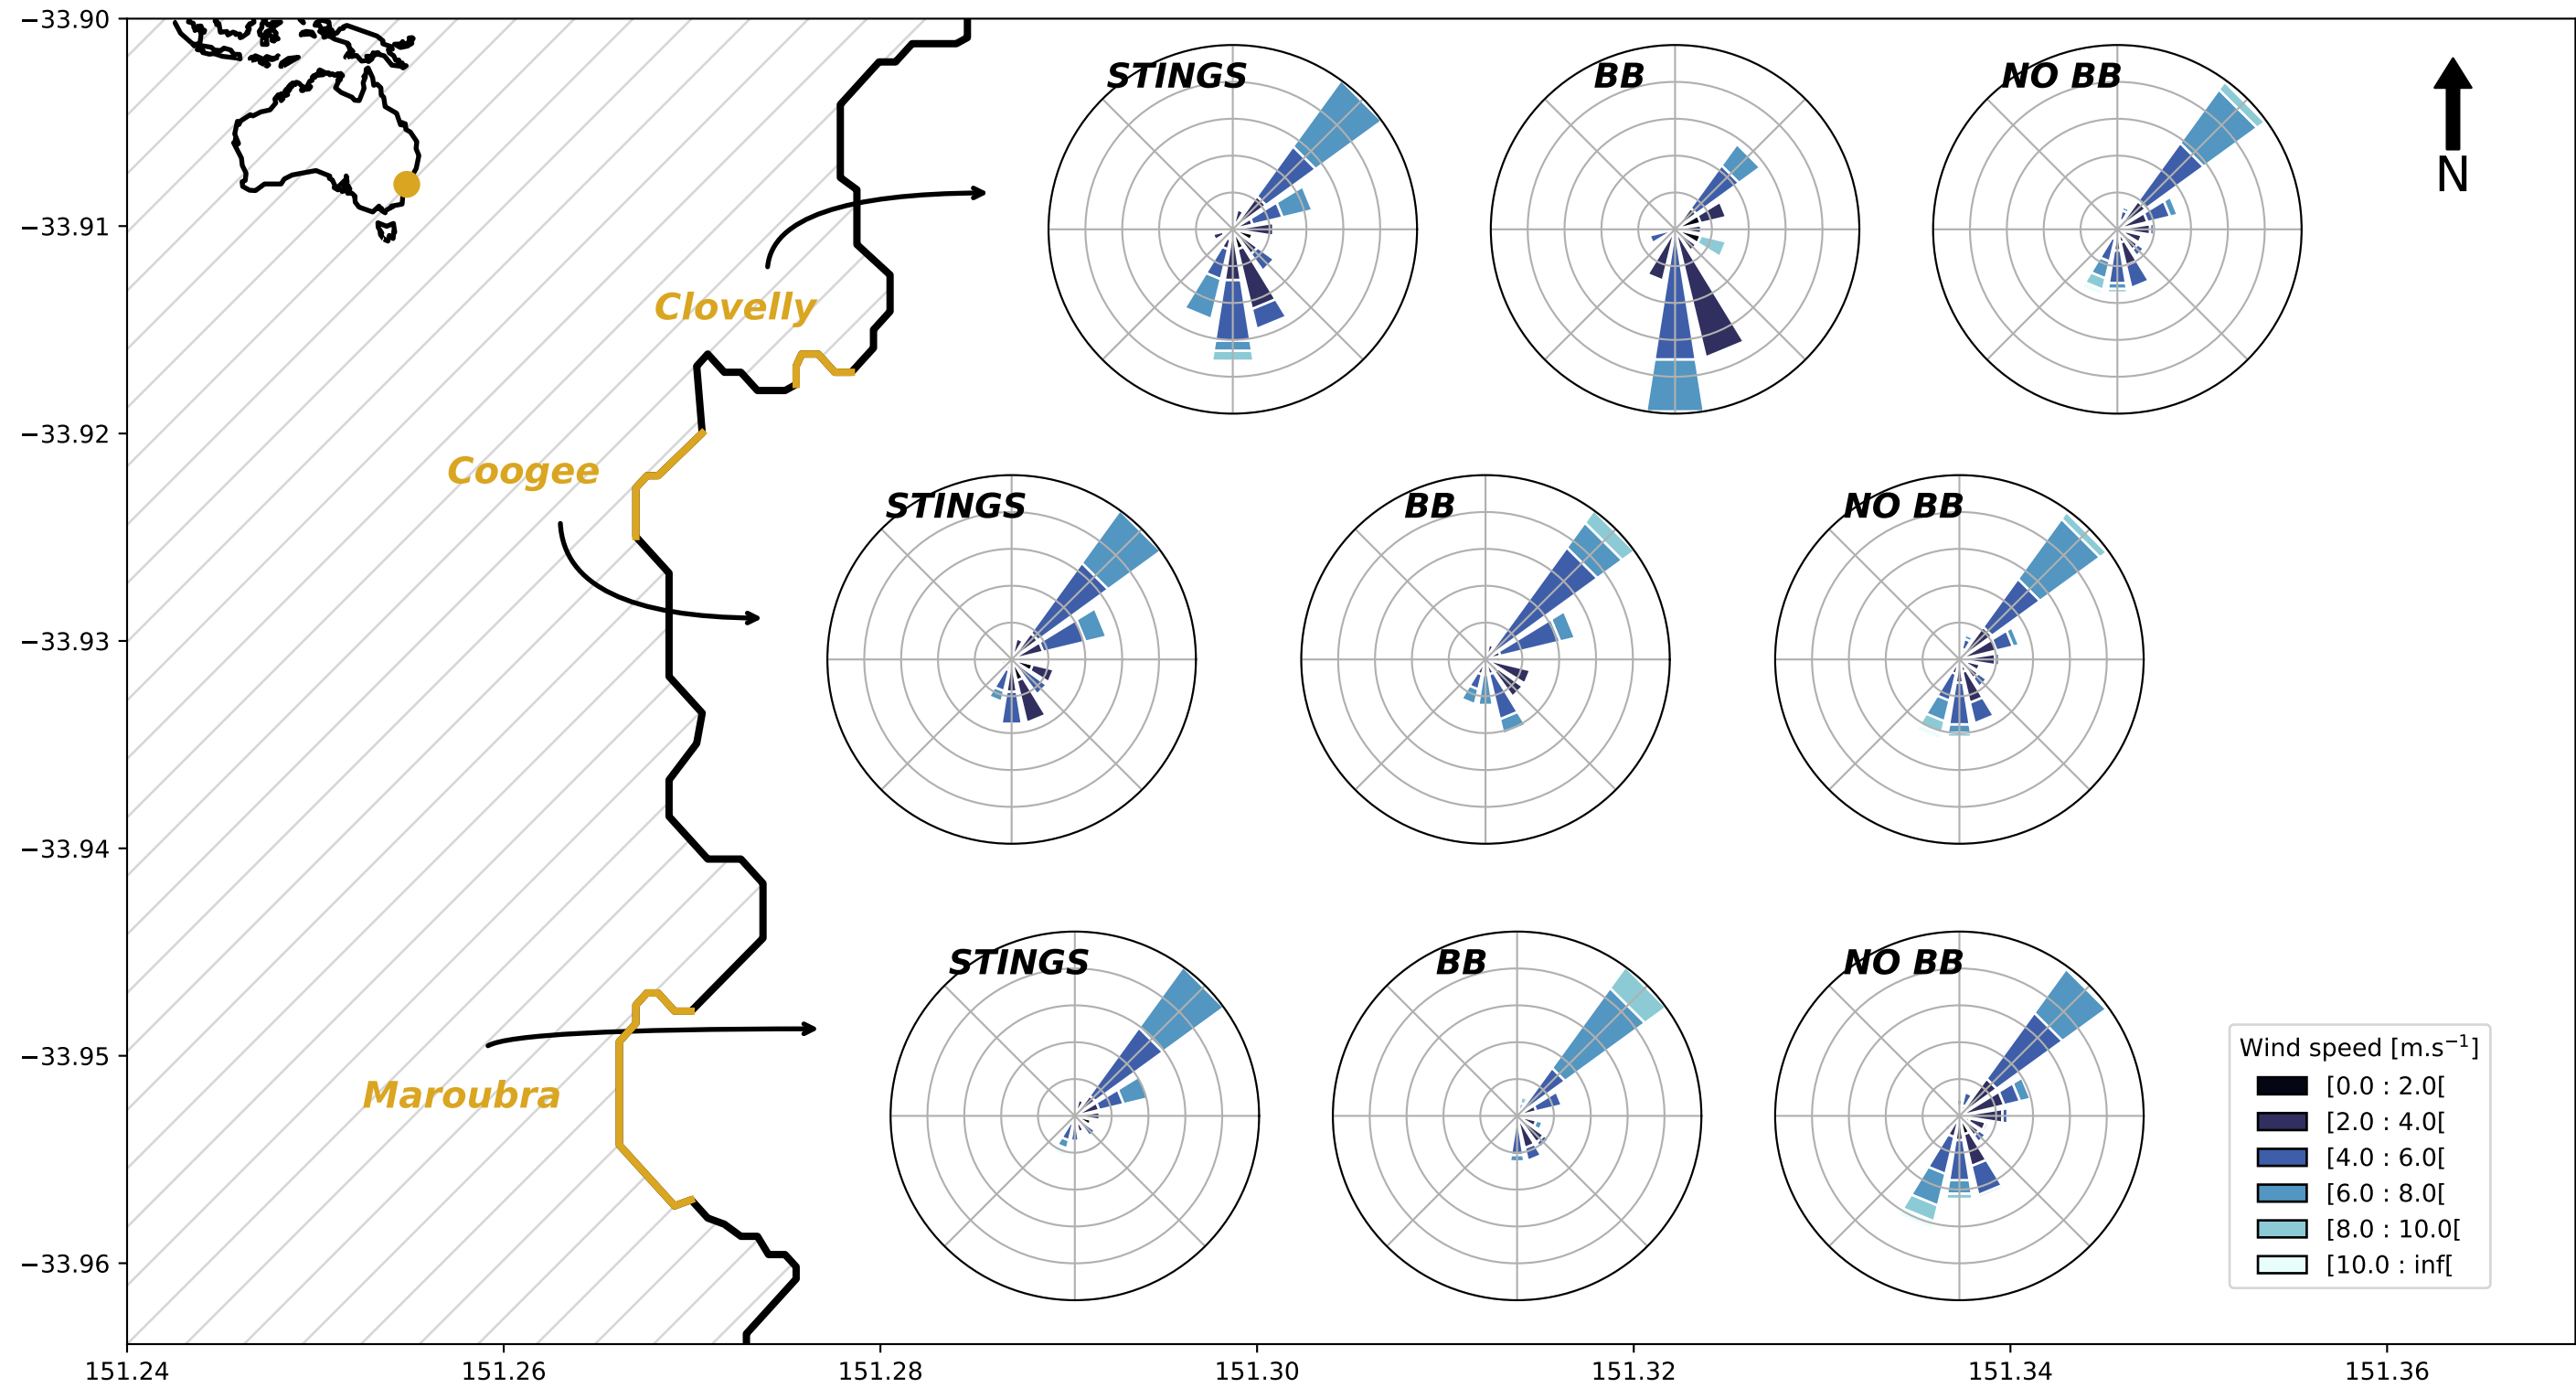 −33.90
STINGS
BB
NO BB
N
−33.91
Clovelly
−33.92
Coogee
STINGS
BB
NO BB
−33.93
−33.94
STINGS
BB
NO BB
−33.95
Maroubra
−33.96
Wind speed [m.s⁻¹]
[0.0 : 2.0[
[2.0 : 4.0[
[4.0 : 6.0[
[6.0 : 8.0[
[8.0 : 10.0[
[10.0 : inf[
151.24
151.26
151.28
151.30
151.32
151.34
151.36